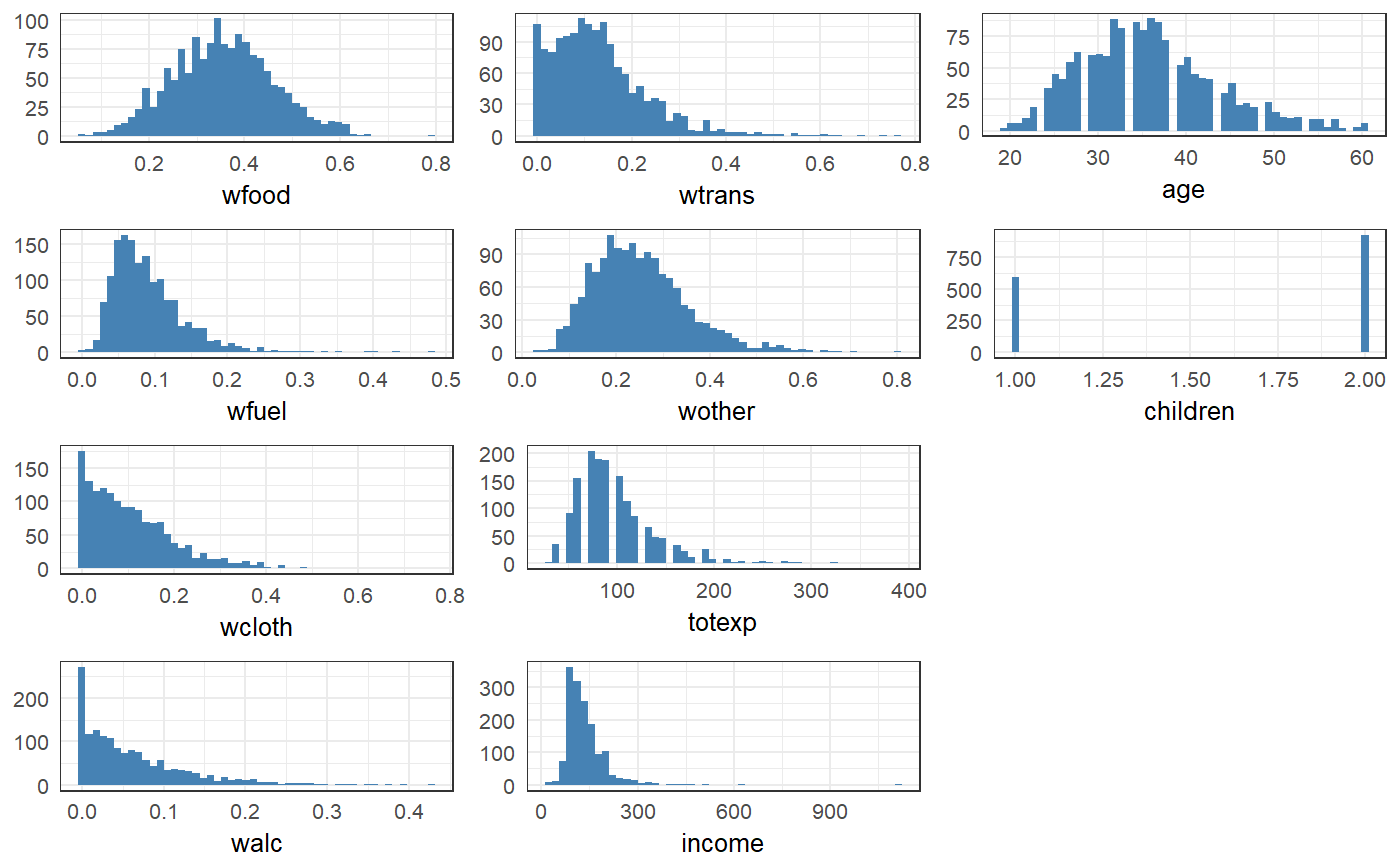 100
75
50
25
0
0.2 0.4 0.6 0.8
wfood
90
60
30
0
0.0 0.2 0.4 0.6 0.8
wtrans
75
50
25
0
20 30 40 50 60
age
150
100
50
0
0.0 0.1 0.2 0.3 0.4 0.5
wfuel
90
60
30
0
0.0 0.2 0.4 0.6 0.8
wother
750
500
250
0
1.00 1.25 1.50 1.75 2.00
children
150
100
50
0
0.0 0.2 0.4 0.6 0.8
wcloth
200
150
100
50
0
100 200 300 400
totexp
200
100
0
0.0 0.1 0.2 0.3 0.4
walc
300
200
100
0
0 300 600 900
income